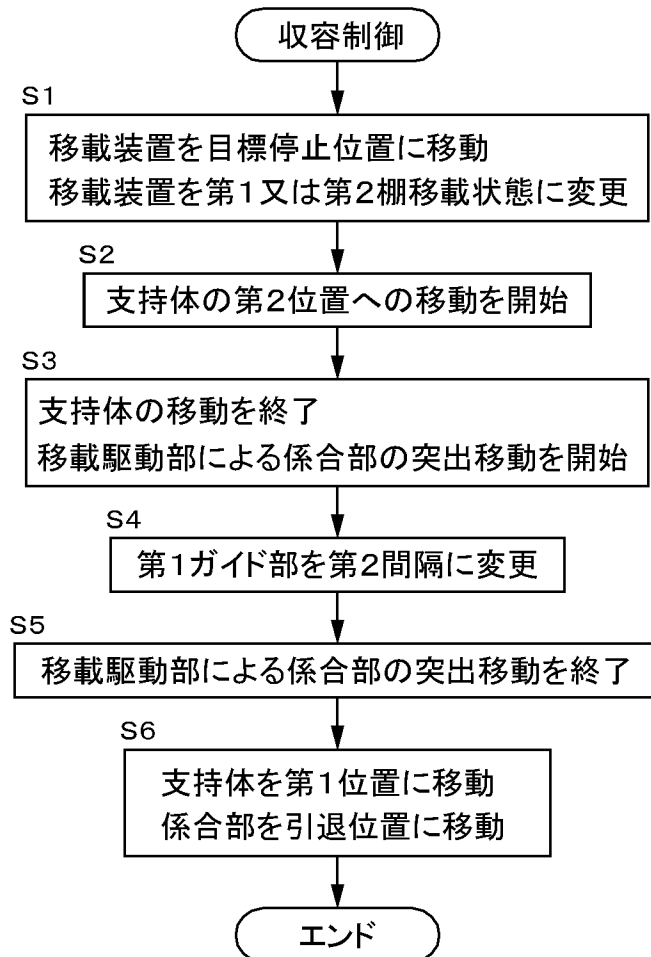 収容制御
S1
移載装置を目標停止位置に移動
移載装置を第1又は第2棚移載状態に変更
S2
支持体の第2位置への移動を開始
S3
支持体の移動を終了
移載駆動部による係合部の突出移動を開始
S4
第1ガイド部を第2間隔に変更
S5
移載駆動部による係合部の突出移動を終了
S6
支持体を第1位置に移動
係合部を引退位置に移動
エンド